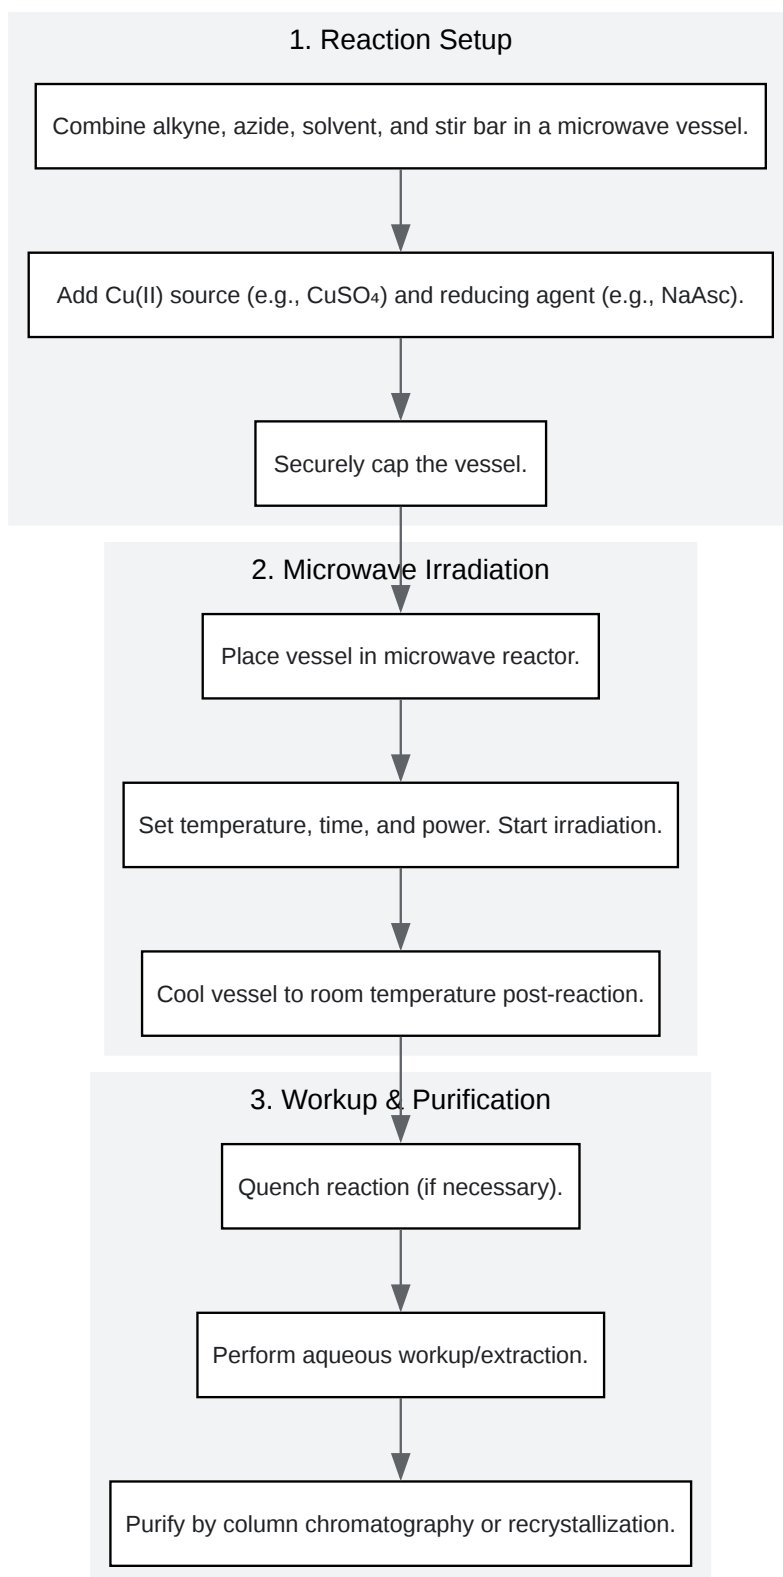 1. Reaction Setup
Combine alkyne, azide, solvent, and stir bar in a microwave vessel.
Add Cu(II) source (e.g., CuSO₄) and reducing agent (e.g., NaAsc).
Securely cap the vessel.
2. Microwave Irradiation
Place vessel in microwave reactor.
Set temperature, time, and power. Start irradiation.
Cool vessel to room temperature post-reaction.
3. Workup & Purification
Quench reaction (if necessary).
Perform aqueous workup/extraction.
Purify by column chromatography or recrystallization.